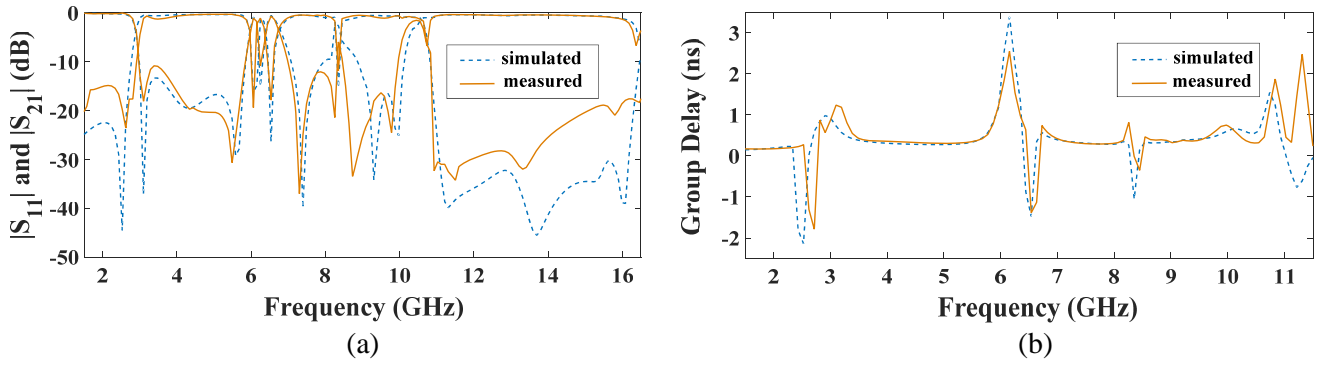 |S11| and |S21| (dB)
0
-10
-20
-30
-40
-50
simulated
measured
2 4 6 8 10 12 14 16
Frequency (GHz)
(a)
Group Delay (ns)
3
2
1
0
-1
-2
simulated
measured
2 3 4 5 6 7 8 9 10 11
Frequency (GHz)
(b)